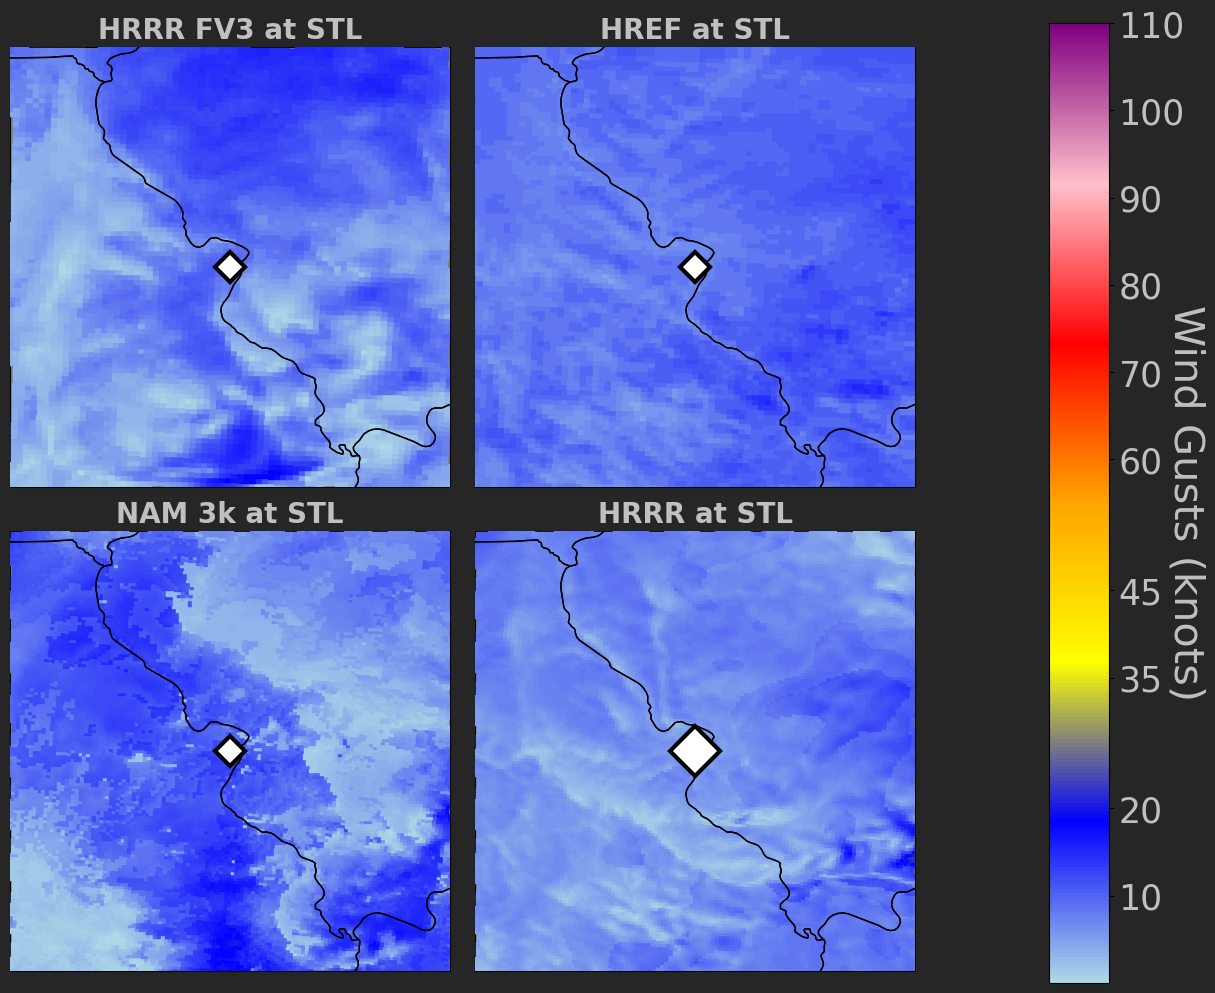 HRRR FV3 at STL
HREF at STL
NAM 3k at STL
HRRR at STL
110
100
90
80
70
60
45
35
20
10
Wind Gusts (knots)